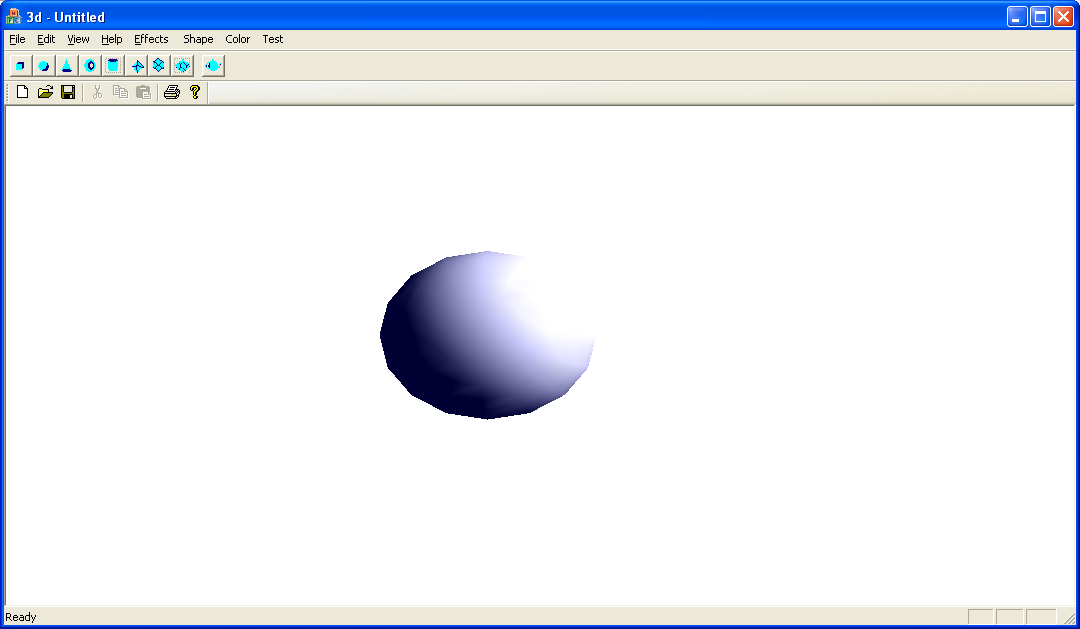 3d - Untitled
File Edit View Help Effects Shape Color Test
Ready